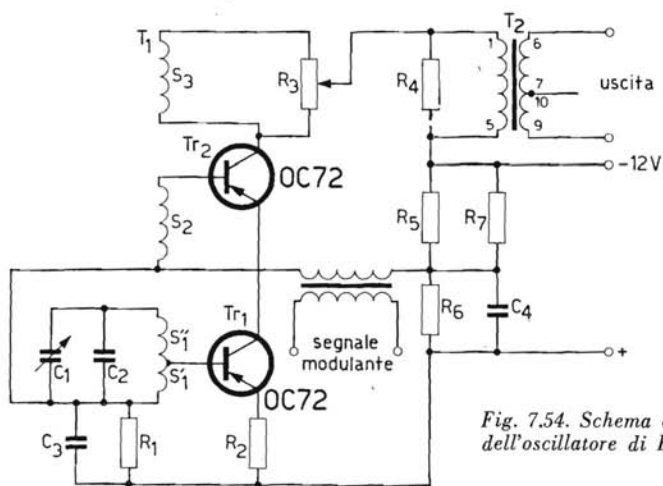 T1
S3
R3
R4
T2
1
5
6
7
10
9
uscita
-12V
Tr2
OC72
S2
R5
R7
R6
C4
+
segnale
modulante
Tr1
OC72
S"1
S'1
C1
C2
C3
R1
R2
Fig. 7.54. Schema
dell'oscillatore di